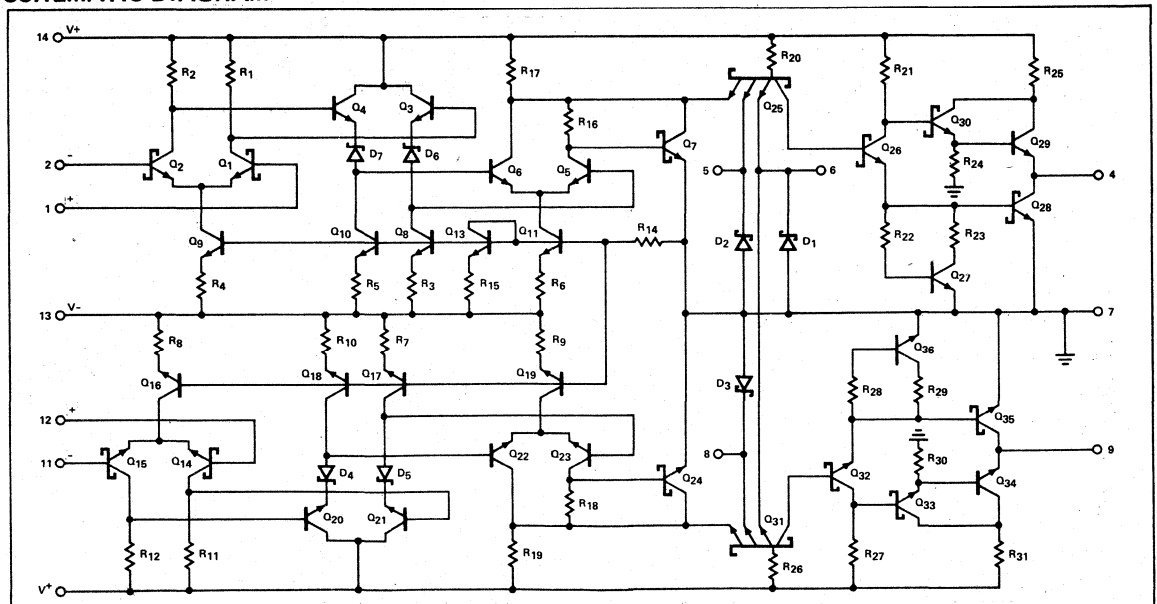 14 V+
R2 R1 R17 R20 R21 R25
Q4 Q3 Q25 Q30
R16
Q7 Q29
D7 D6 Q26 R24
2 - Q2 Q1 Q6 Q5 5 6 4
1 + Q28
Q9 Q10 Q8 Q13 Q11 R14 D2 D1 R22 R23
R4 R5 R3 R15 R6 Q27
13 V- 7
R8 R10 R7 R9 Q36
Q16 Q18 Q17 Q19 D3 R28 R29
12 + Q35
11 - Q15 Q14 Q22 Q23 8 R30 9
D4 D5 Q24 Q32 Q34
Q20 Q21 R18 Q31 Q33
R12 R11 R19 R26 R27 R31
V+